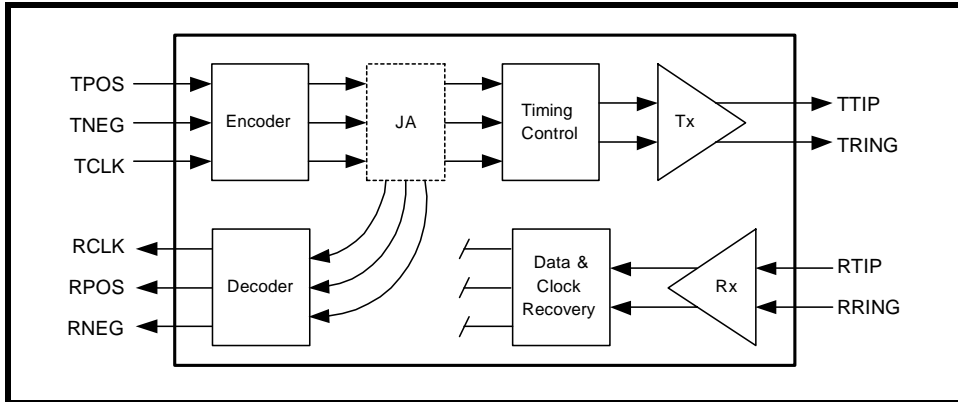 TPOS
TNEG
TCLK
Encoder
JA
Timing
Control
Tx
TTIP
TRING
RCLK
RPOS
RNEG
Decoder
Data &
Clock
Recovery
Rx
RTIP
RRING